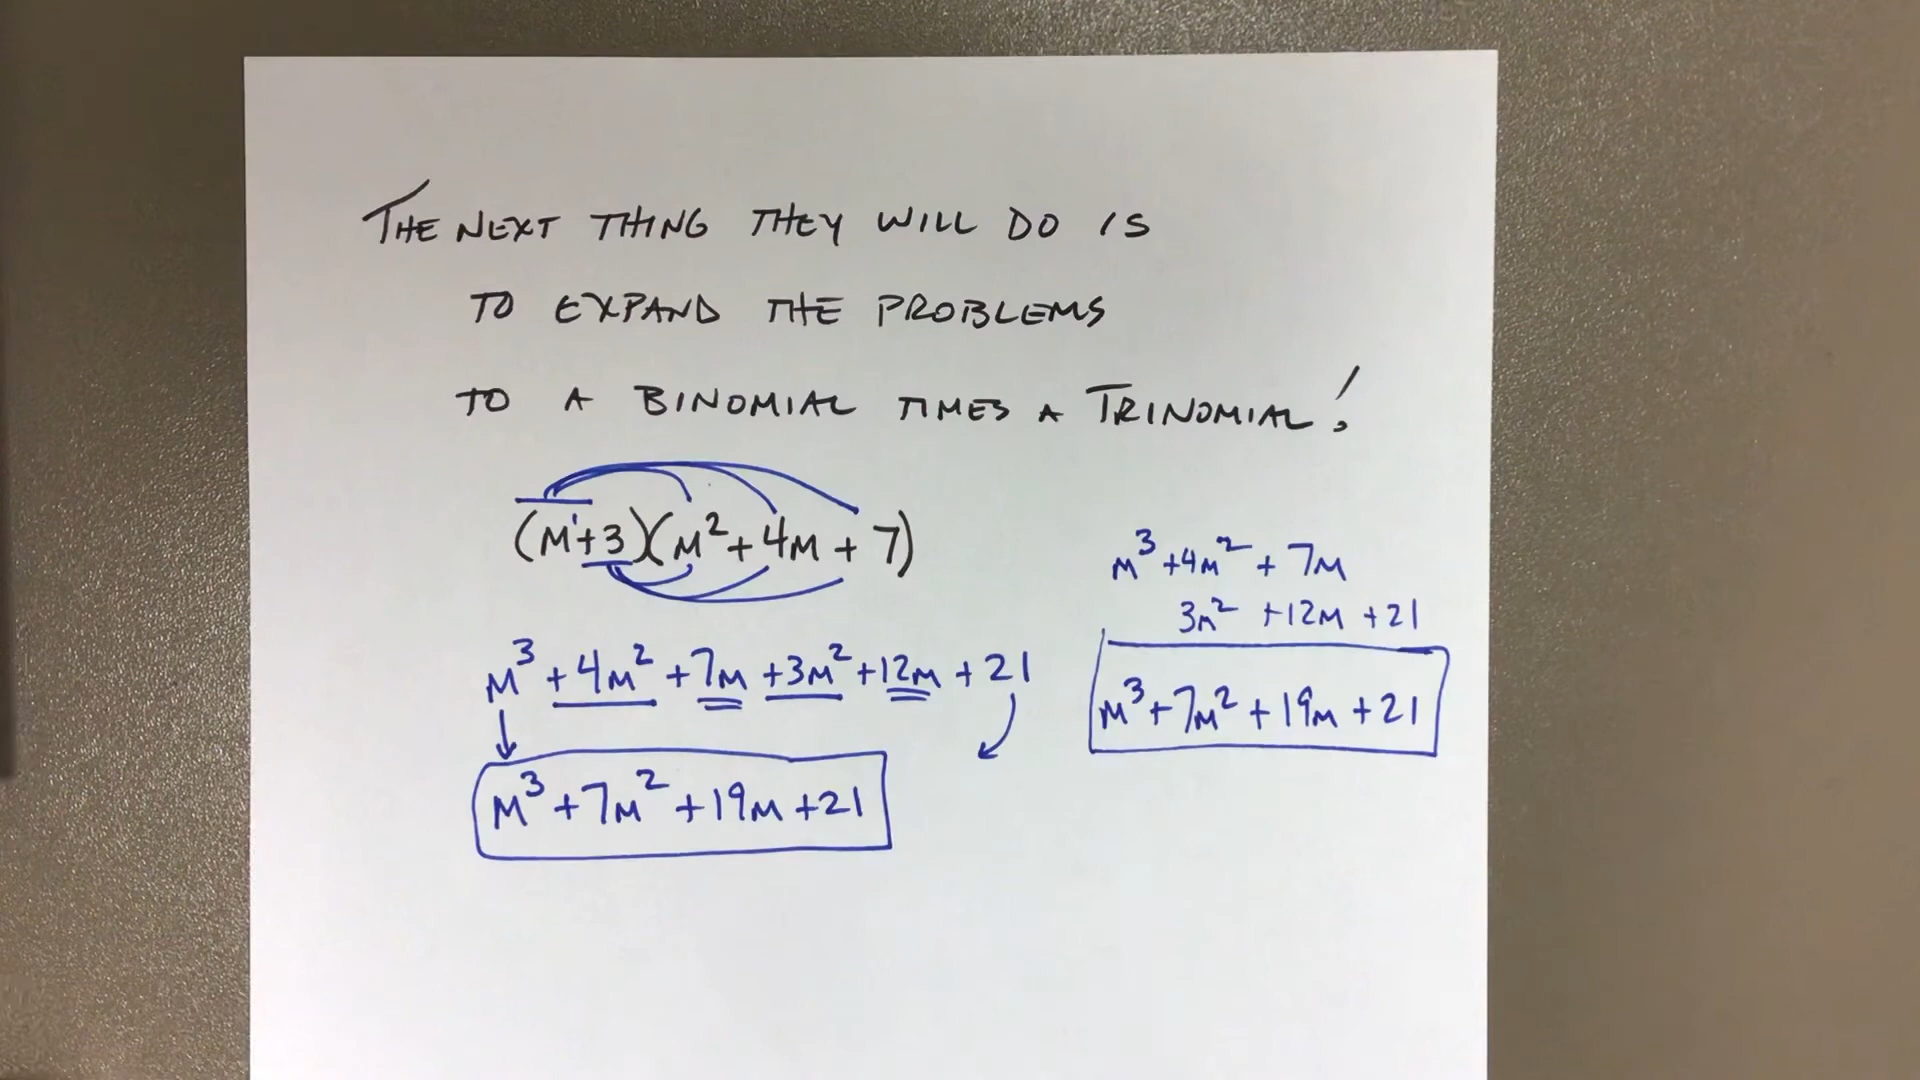 THE NEXT THING THEY WILL DO IS
TO EXPAND THE PROBLEMS
TO A BINOMIAL TIMES A TRINOMIAL!
(M¹+3)(M²+4M+7)
M³+4M²+7M+3M²+12M+21
M³+7M²+19M+21
M³+4M²+7M
3M²+12M+21
M³+7M²+19M+21